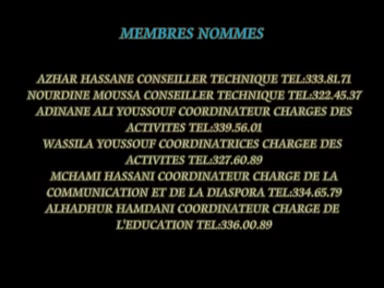 MEMBRES NOMMES
AZHAR HASSANE CONSEILLER TECHNIQUE TEL:333.81.71
NOURDINE MOUSSA CONSEILLER TECHNIQUE TEL:322.45.37
ADINANE ALI YOUSSOUF COORDINATEUR CHARGES DES
ACTIVITES TEL:339.56.01
WASSILA YOUSSOUF COORDINATRICES CHARGEE DES
ACTIVITES TEL:327.60.89
MCHAMI HASSANI COORDINATEUR CHARGE DE LA
COMMUNICATION ET DE LA DIASPORA TEL:334.65.79
ALHADHUR HAMDANI COORDINATEUR CHARGE DE
L'EDUCATION TEL:336.00.89